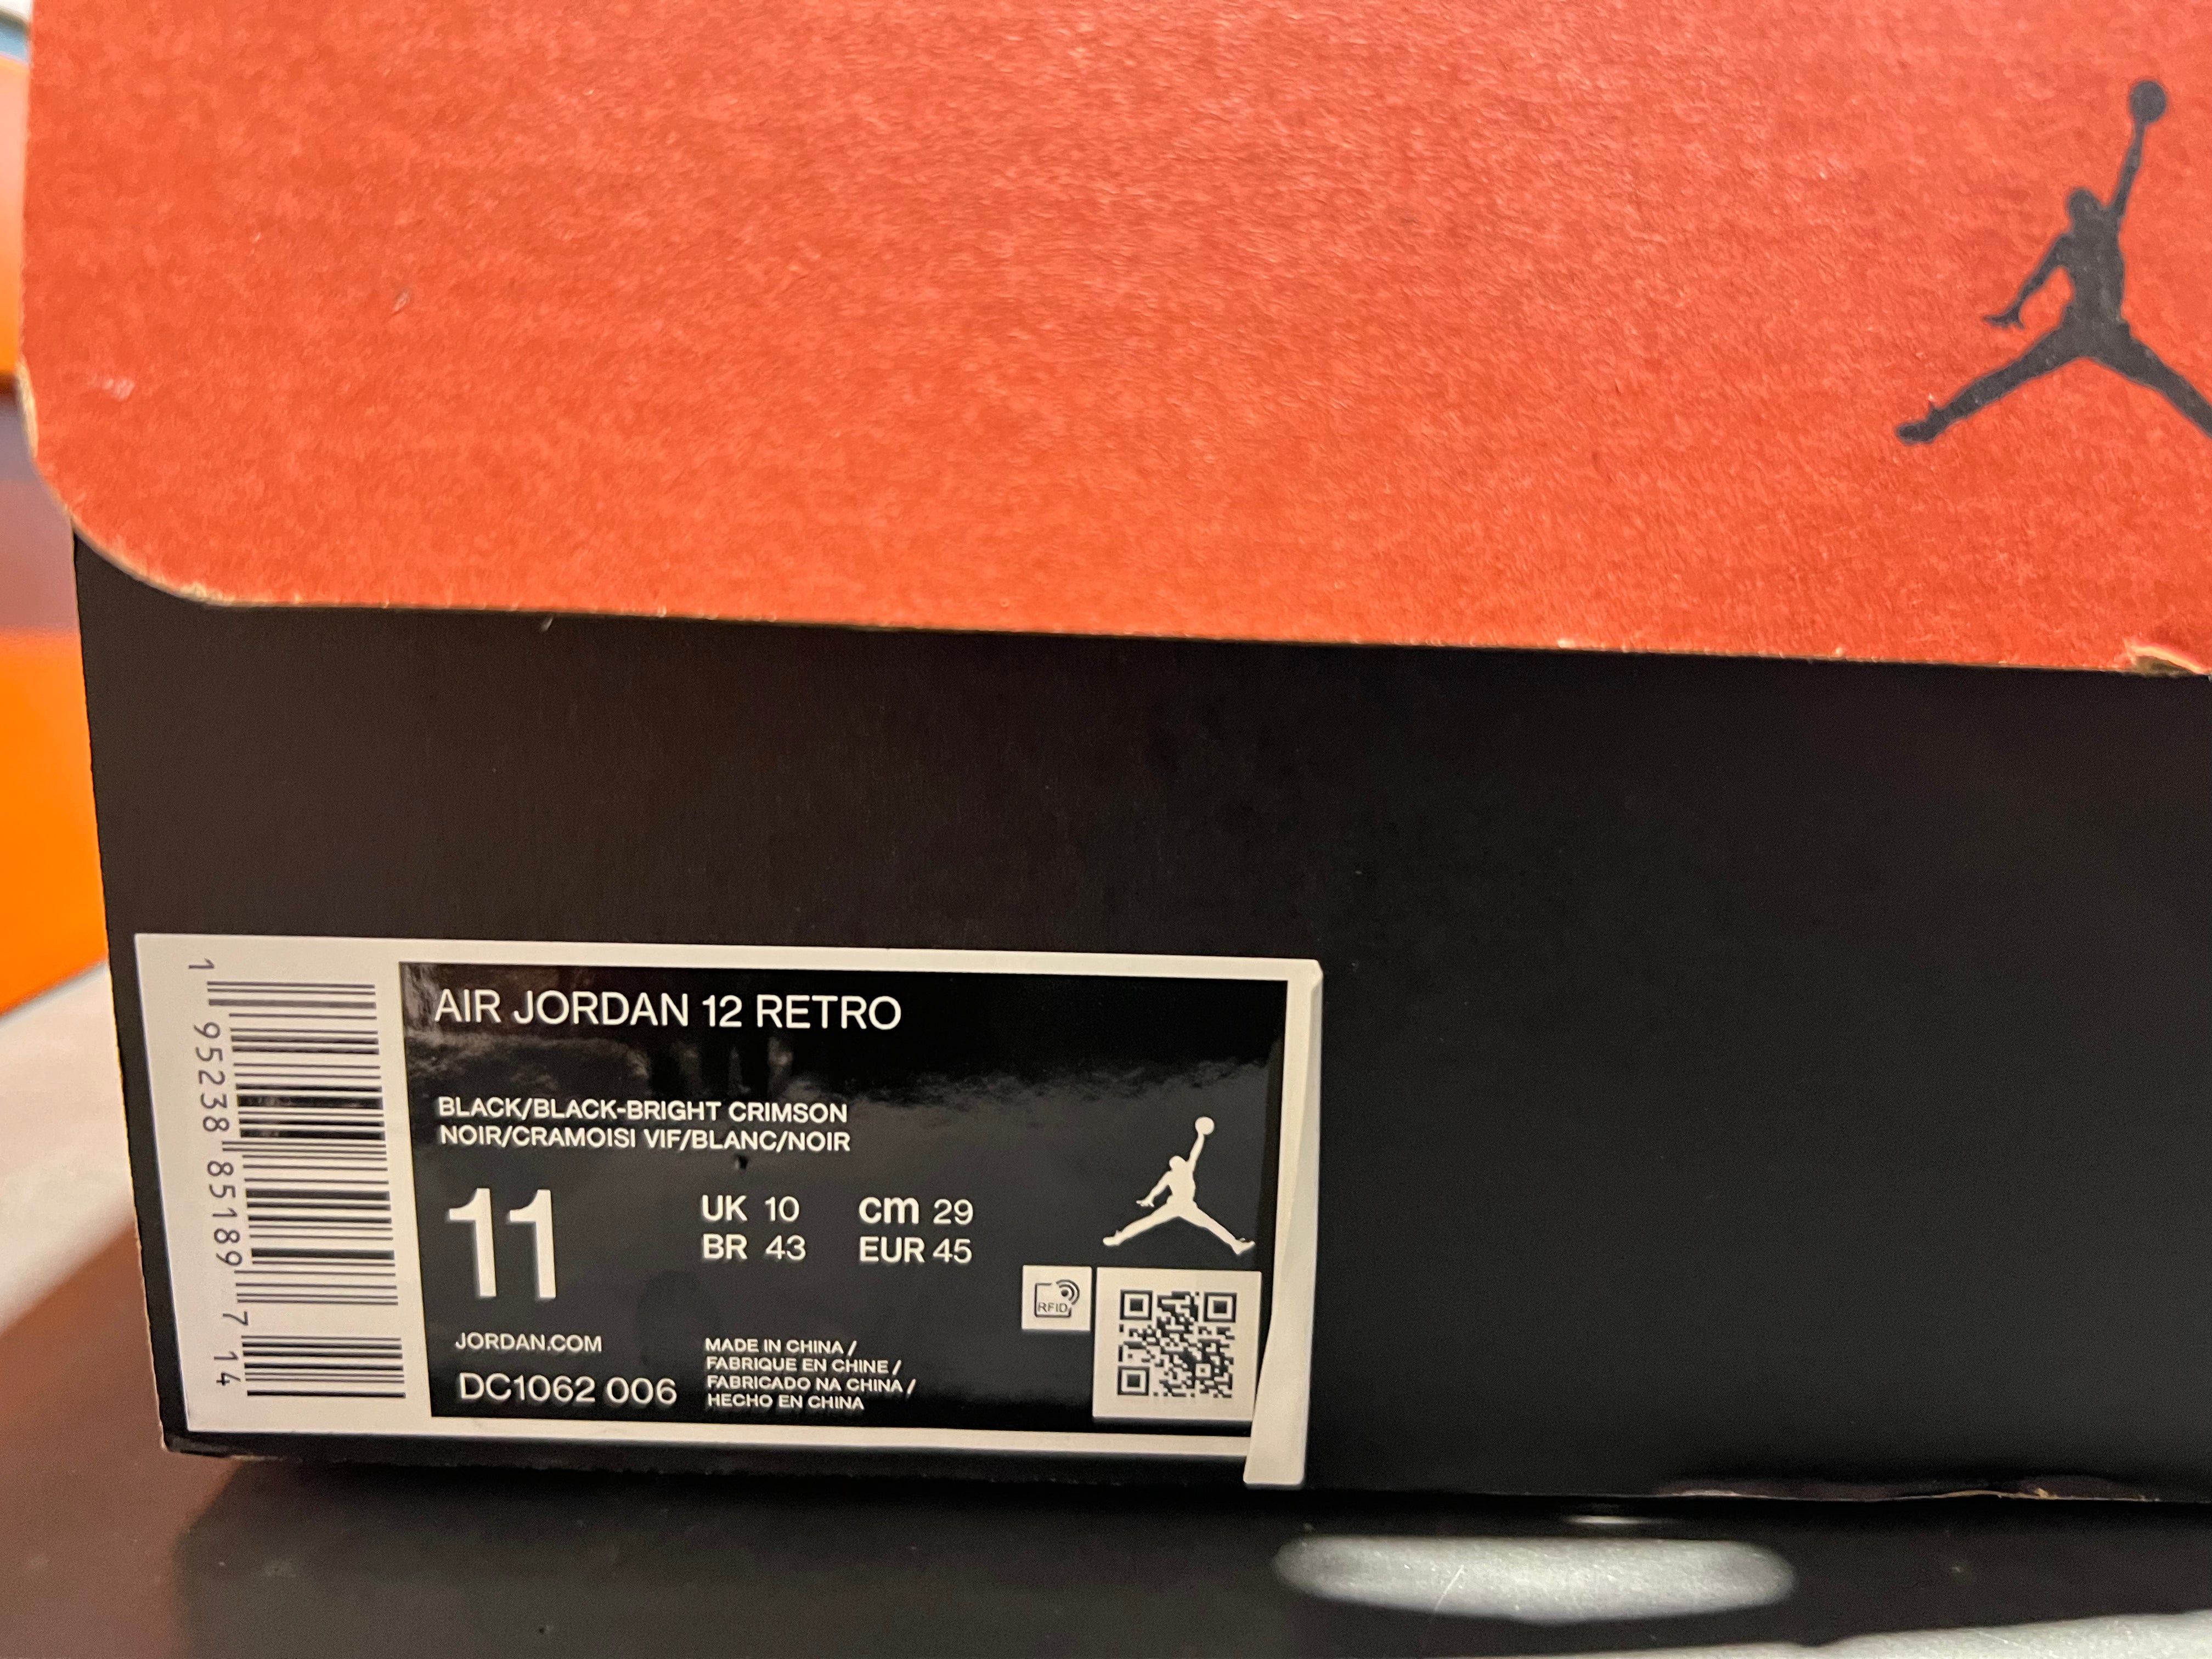 AIR JORDAN 12 RETRO
BLACK/BLACK-BRIGHT CRIMSON
NOIR/CRAMOISI VIF/BLANC/NOIR
11
UK 10 cm 29
BR 43 EUR 45
RFID
JORDAN.COM
DC1062 006
MADE IN CHINA /
FABRIQUE EN CHINE /
FABRICADO NA CHINA /
HECHO EN CHINA
1 95238 85189 7 14